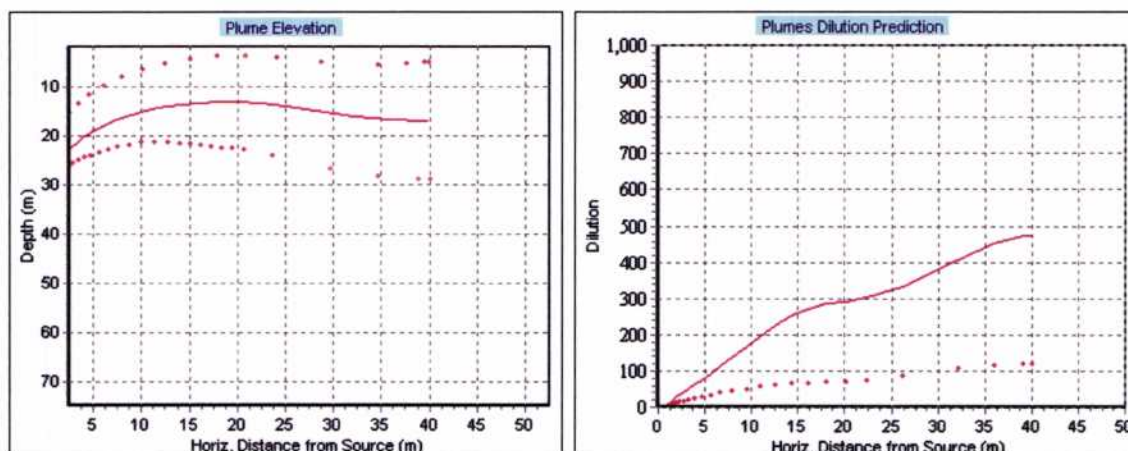 Plume Elevation
10
20
30
40
50
60
70
Depth (m)
5 10 15 20 25 30 35 40 45 50
Horiz. Distance from Source (m)
Plumes Dilution Prediction
1,000
900
800
700
600
500
400
300
200
100
0
Dilution
0 5 10 15 20 25 30 35 40 45 50
Horiz. Distance from Source (m)